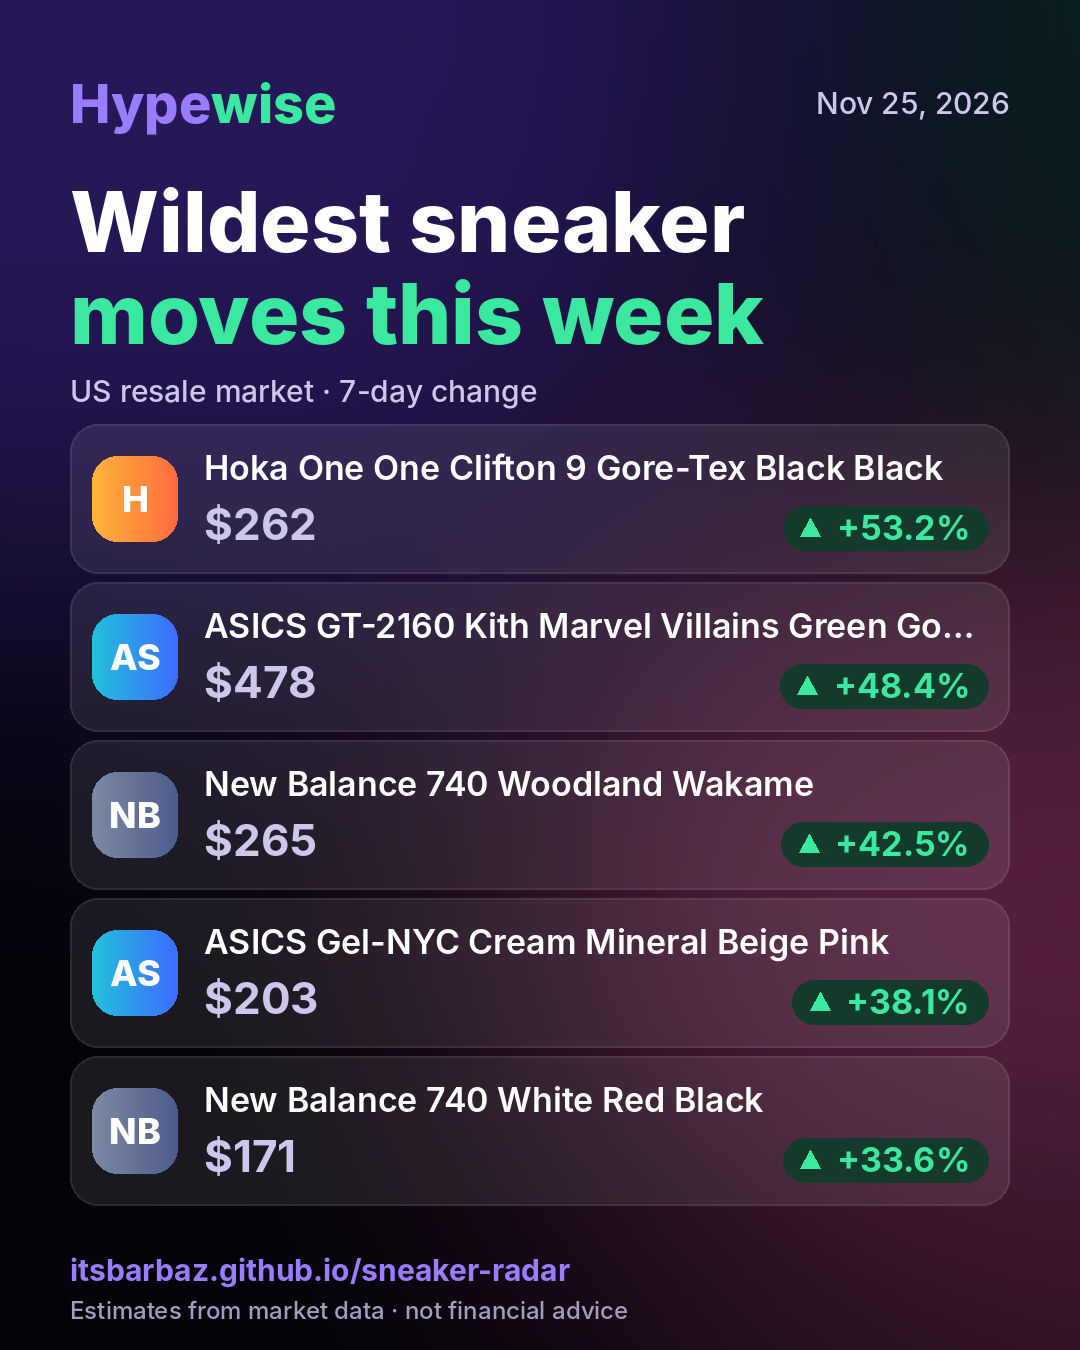 Hypewise
Nov 25, 2026
Wildest sneaker
moves this week
US resale market · 7-day change
H
Hoka One One Clifton 9 Gore-Tex Black Black
$262
▲ +53.2%
AS
ASICS GT-2160 Kith Marvel Villains Green Go...
$478
▲ +48.4%
NB
New Balance 740 Woodland Wakame
$265
▲ +42.5%
AS
ASICS Gel-NYC Cream Mineral Beige Pink
$203
▲ +38.1%
NB
New Balance 740 White Red Black
$171
▲ +33.6%
itsbarbaz.github.io/sneaker-radar
Estimates from market data · not financial advice